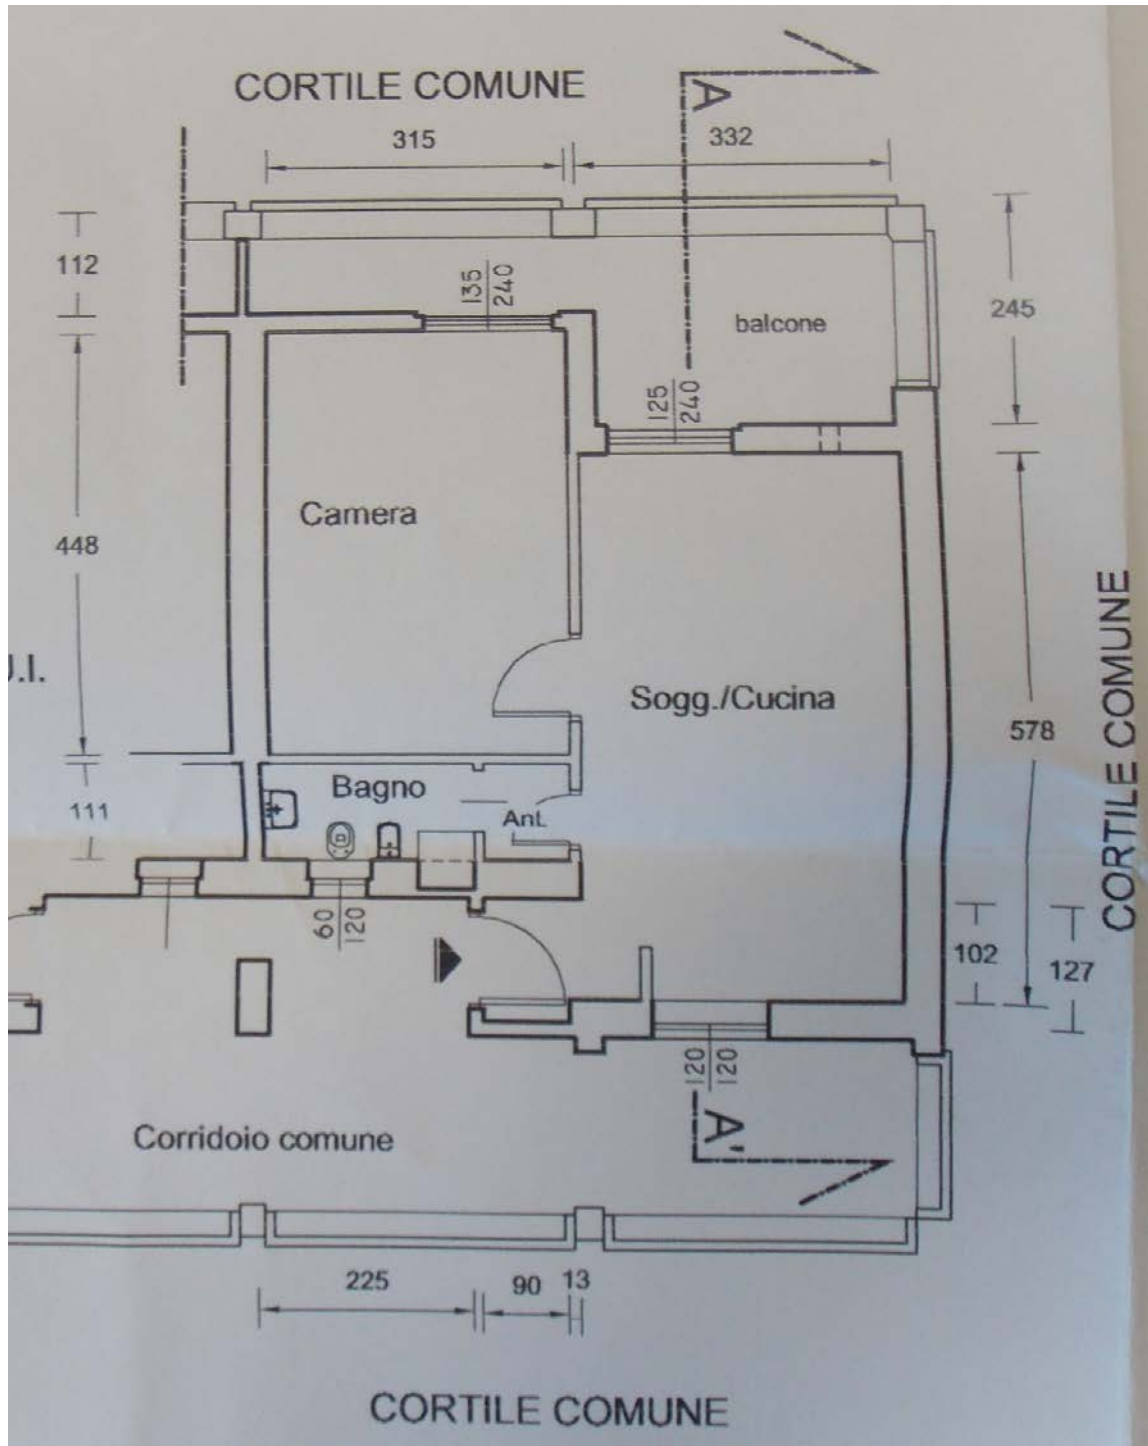 CORTILE COMUNE
A
315
332
112
135
240
245
balcone
125
240
Camera
448
CORTILE COMUNE
Sogg./Cucina
578
Bagno
111
Ant.
60
120
102
127
120
120
A'
Corridoio comune
225
90
13
CORTILE COMUNE